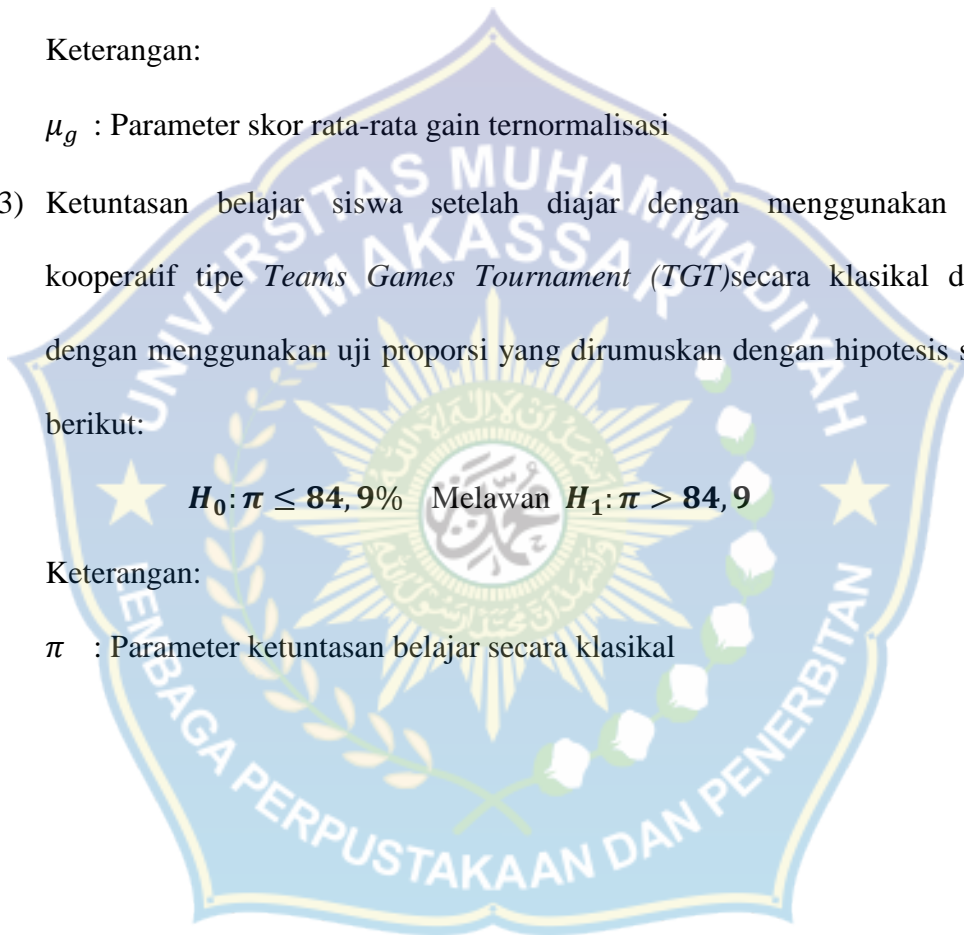 Keterangan:
μg : Parameter skor rata-rata gain ternormalisasi
3) Ketuntasan belajar siswa setelah diajar dengan menggunakan
kooperatif tipe Teams Games Tournament (TGT)secara klasikal
dengan menggunakan uji proporsi yang dirumuskan dengan hipotesis
berikut:
H0: π ≤ 84,9% Melawan H1: π > 84,9
Keterangan:
π : Parameter ketuntasan belajar secara klasikal
UNIVERSITAS MUHAMMADIYAH
MAKASSAR
LEMBAGA PERPUSTAKAAN DAN PENERBITAN